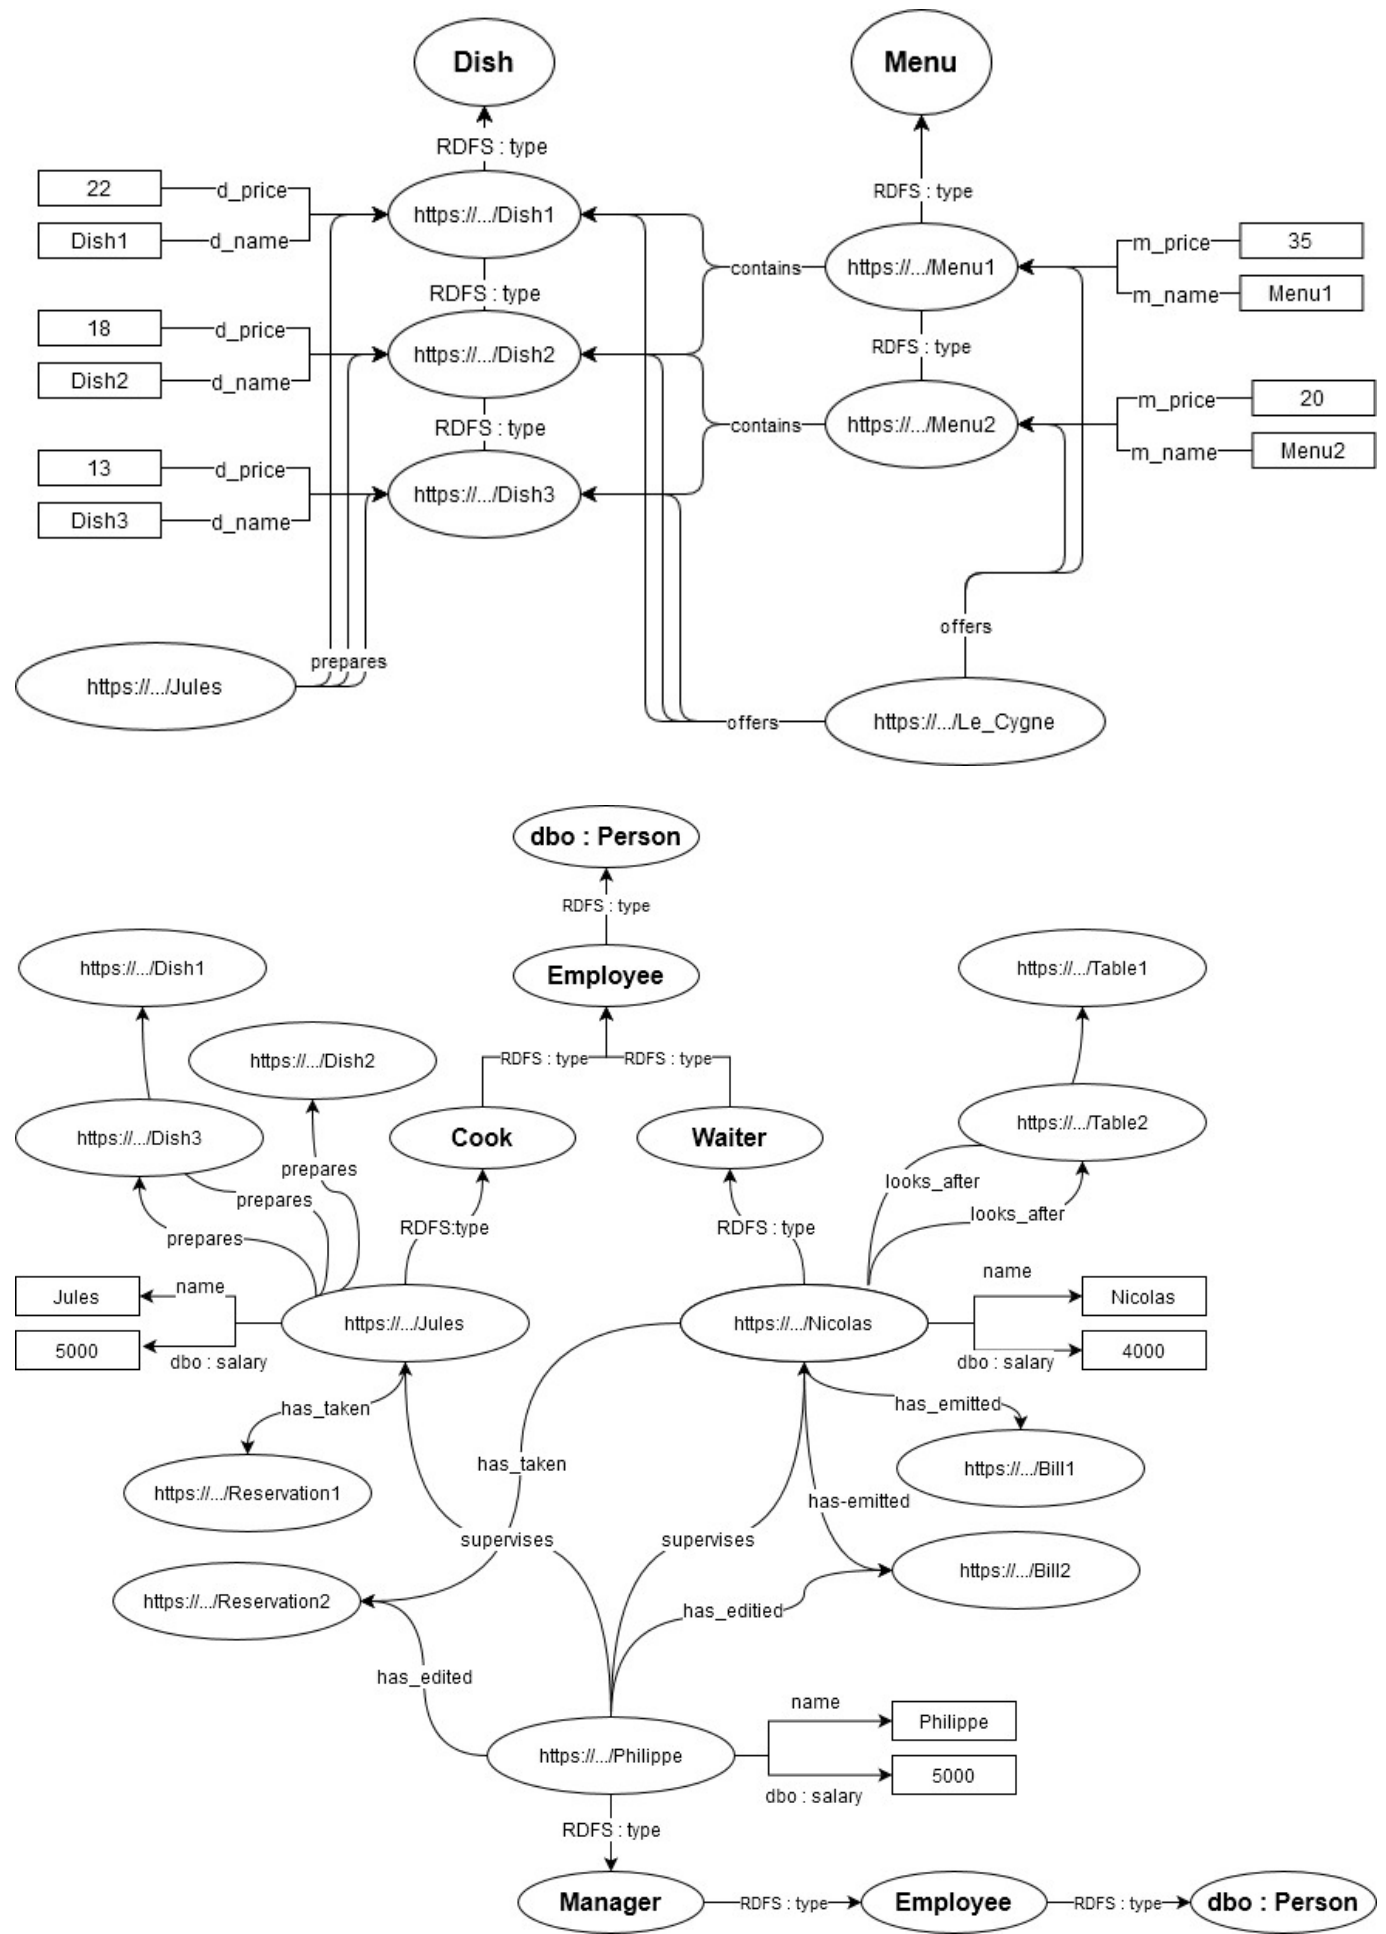 Dish
Menu
RDFS : type
RDFS : type
22
d_price
https://.../Dish1
Dish1
d_name
m_price
35
contains
https://.../Menu1
RDFS : type
m_name
Menu1
18
d_price
RDFS : type
https://.../Dish2
Dish2
d_name
m_price
20
RDFS : type
contains
https://.../Menu2
m_name
Menu2
13
d_price
https://.../Dish3
Dish3
d_name
offers
prepares
https://.../Jules
offers
https://.../Le_Cygne
dbo : Person
RDFS : type
https://.../Dish1
Employee
https://.../Table1
https://.../Dish2
RDFS : type
RDFS : type
https://.../Dish3
Cook
Waiter
https://.../Table2
prepares
looks_after
prepares
looks_after
prepares
RDFS:type
RDFS : type
name
name
Jules
https://.../Jules
https://.../Nicolas
Nicolas
5000
dbo : salary
dbo : salary
4000
has_taken
has_emitted
has_taken
https://.../Bill1
https://.../Reservation1
has-emitted
supervises
supervises
https://.../Bill2
https://.../Reservation2
has_editied
has_edited
name
Philippe
https://.../Philippe
5000
dbo : salary
RDFS : type
Manager
RDFS : type
Employee
RDFS : type
dbo : Person